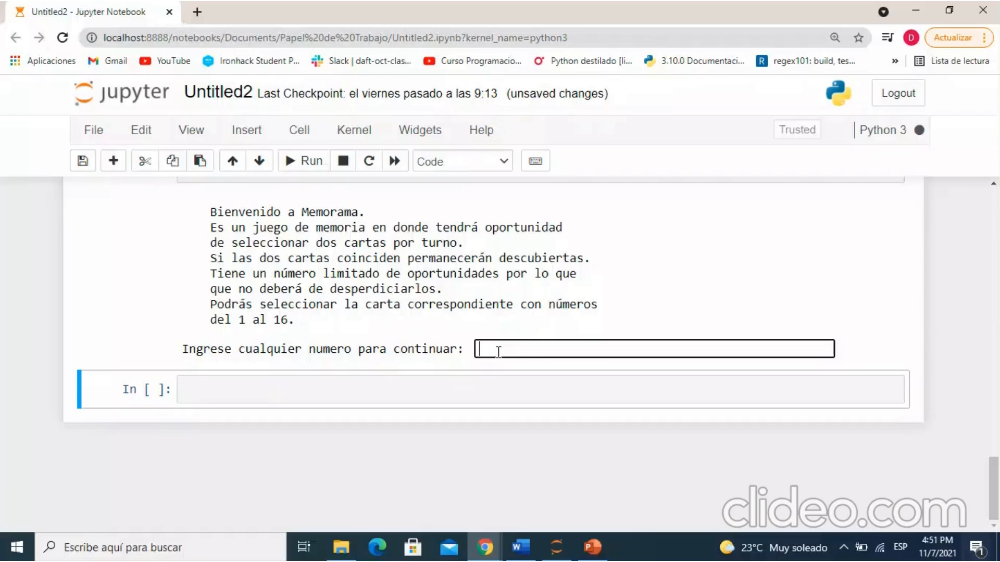 Untitled2 - Jupyter Notebook
localhost:8888/notebooks/Documents/Papel%20de%20Trabajo/Untitled2.ipynb?kernel_name=python3
D
Actualizar
Aplicaciones Gmail YouTube Ironhack Student P... Slack | daft-oct-clas... Curso Programacio... Python destilado [li... 3.10.0 Documentaci... R regex101: build, tes... » Lista de lectura
jupyter Untitled2 Last Checkpoint: el viernes pasado a las 9:13 (unsaved changes) Logout
File Edit View Insert Cell Kernel Widgets Help Trusted Python 3
Run Code
Bienvenido a Memorama.
Es un juego de memoria en donde tendrá oportunidad
de seleccionar dos cartas por turno.
Si las dos cartas coinciden permanecerán descubiertas.
Tiene un número limitado de oportunidades por lo que
que no deberá de desperdiciarlos.
Podrás seleccionar la carta correspondiente con números
del 1 al 16.
Ingrese cualquier numero para continuar:
In [ ]:
clideo.com
Escribe aquí para buscar W P 23°C Muy soleado ESP 4:51 PM
11/7/2021 1